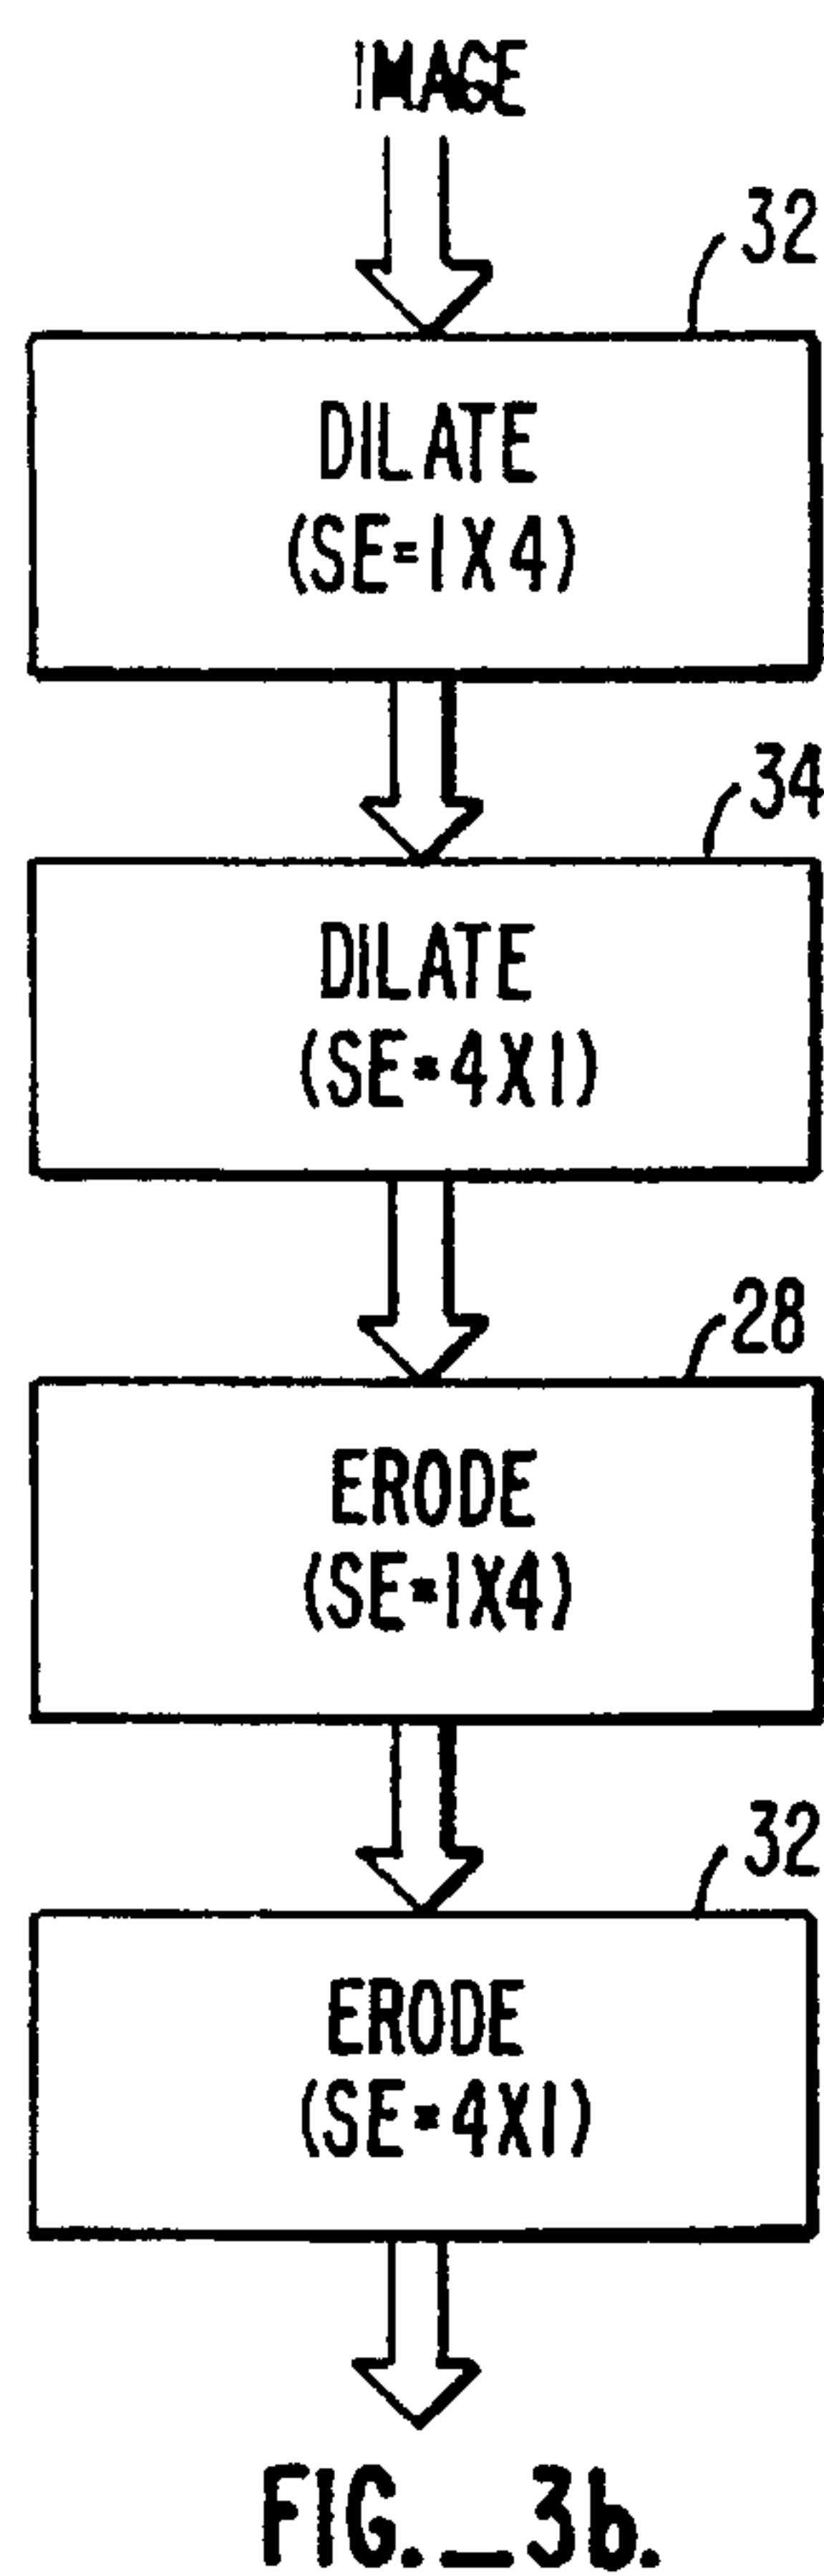 IMAGE
32
DILATE
(SE=1X4)
34
DILATE
(SE=4X1)
28
ERODE
(SE=1X4)
32
ERODE
(SE=4X1)
FIG._3b.